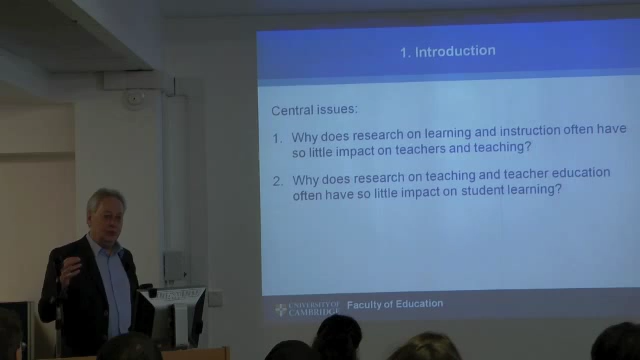 1. Introduction
Central issues:
1. Why does research on learning and instruction often have
so little impact on teachers and teaching?
2. Why does research on teaching and teacher education
often have so little impact on student learning?
UNIVERSITY OF
CAMBRIDGE
Faculty of Education